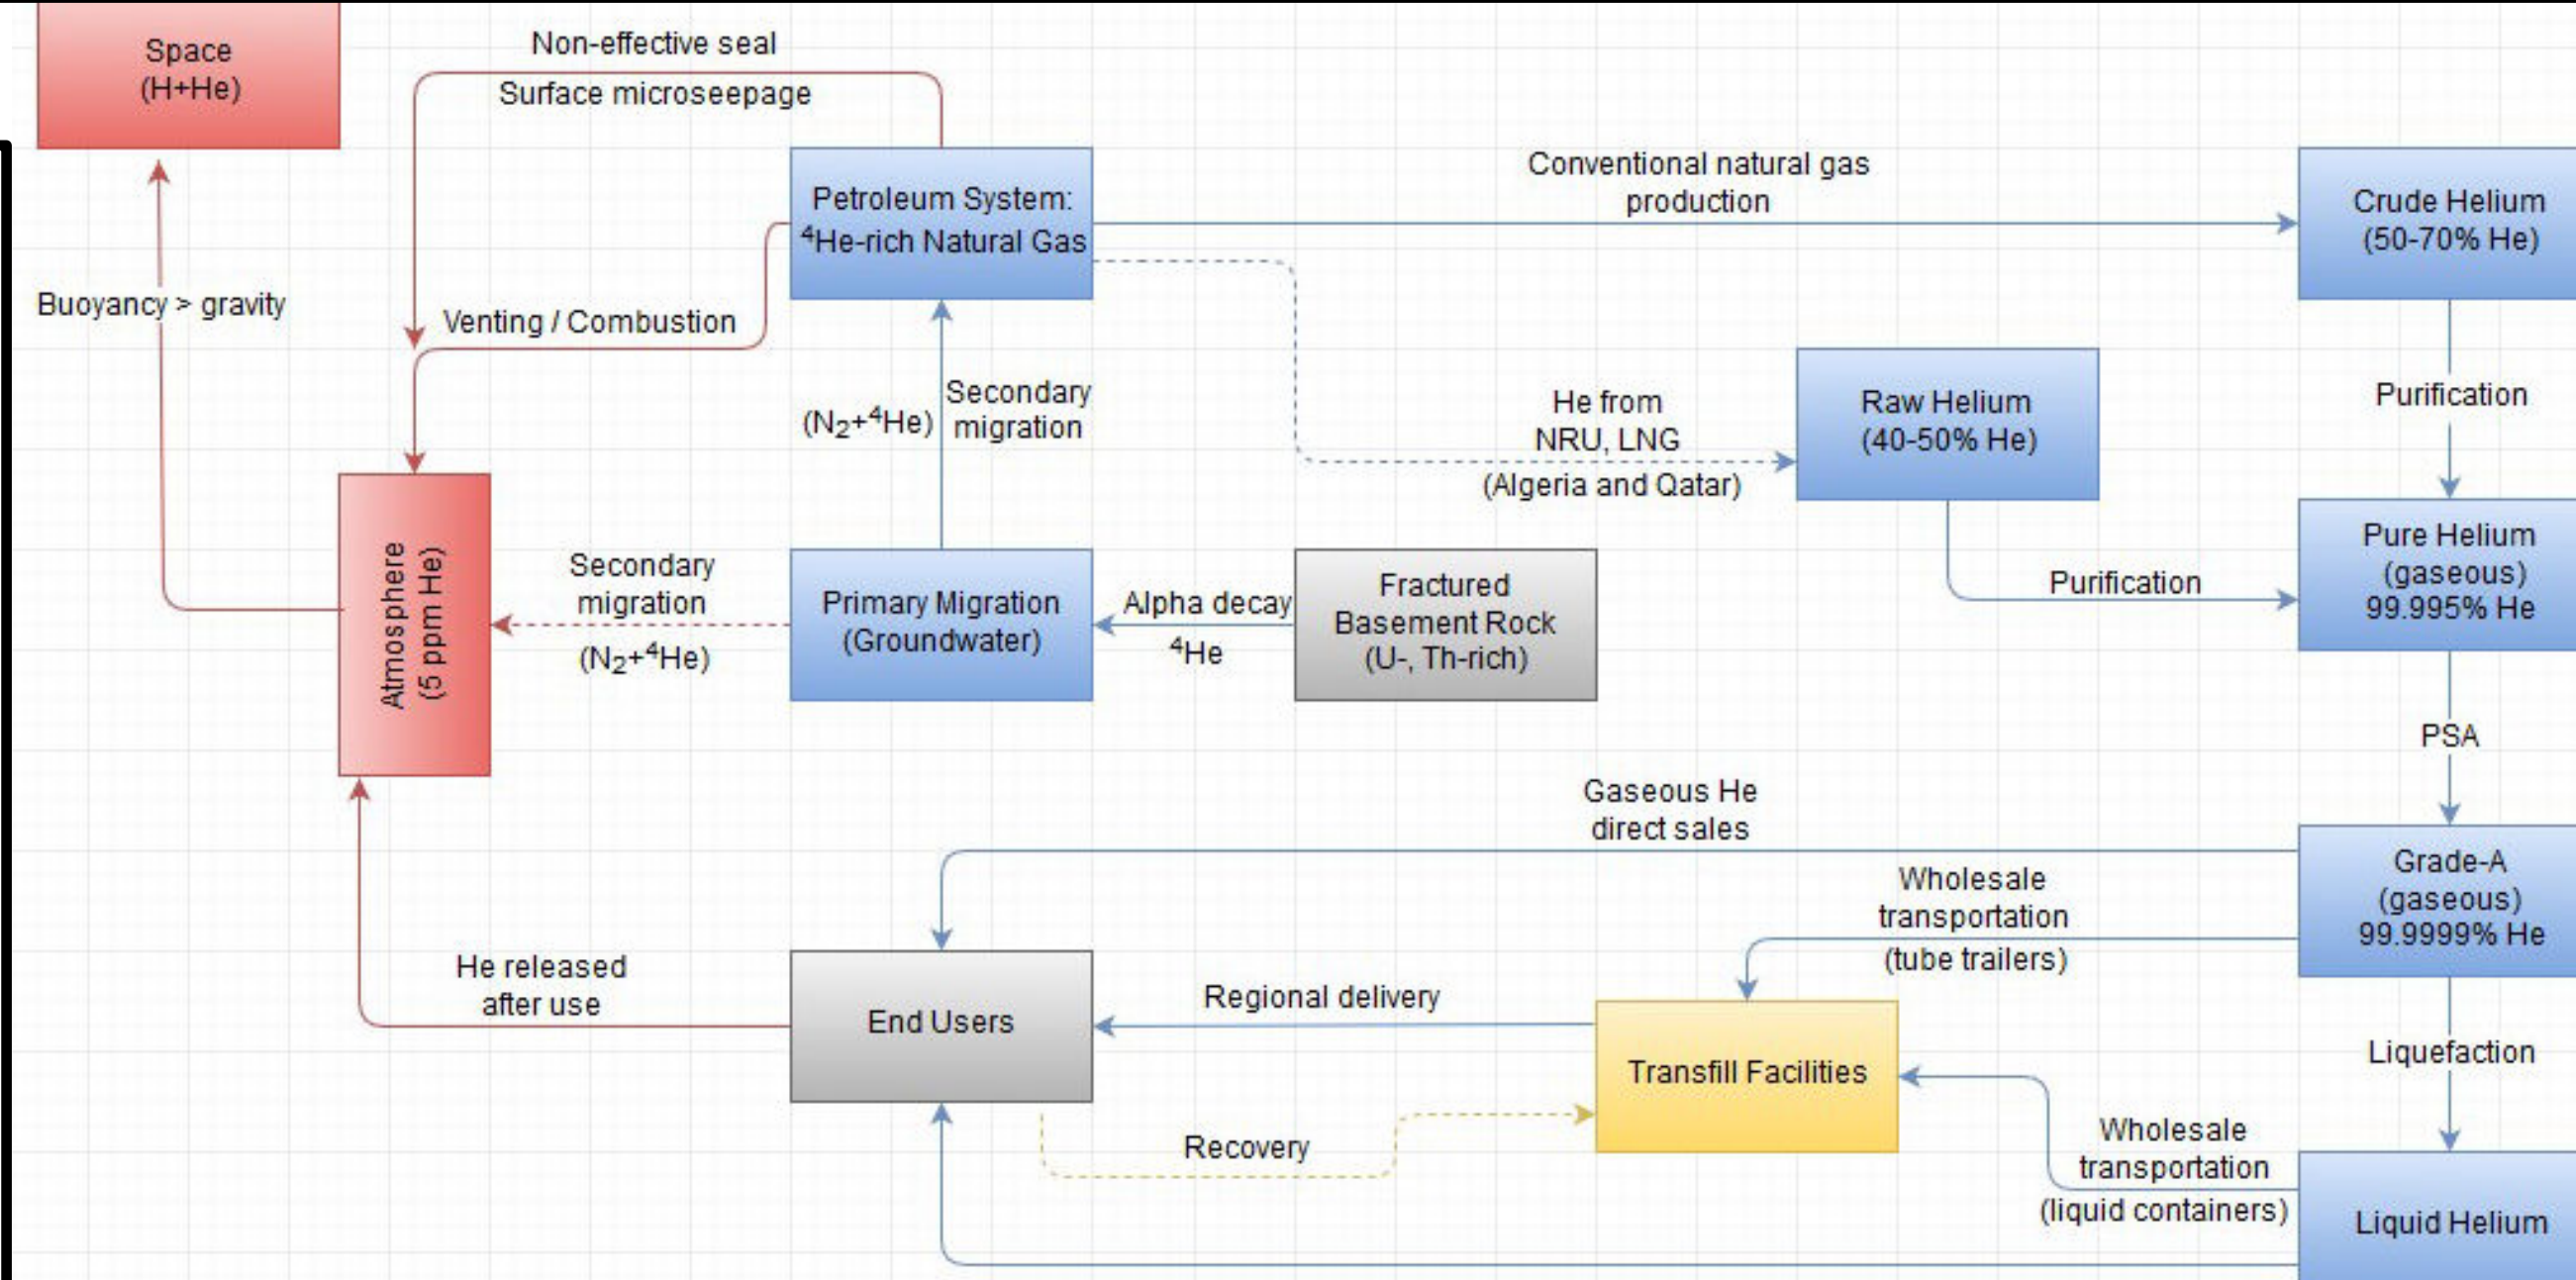 Space
(H+He)
Non-effective seal
Surface microseepage
Petroleum System:
⁴He-rich Natural Gas
Conventional natural gas
production
Crude Helium
(50-70% He)
Buoyancy > gravity
Venting / Combustion
(N₂+⁴He)
Secondary
migration
He from
NRU, LNG
(Algeria and Qatar)
Raw Helium
(40-50% He)
Purification
Atmosphere
(5 ppm He)
Secondary
migration
(N₂+⁴He)
Primary Migration
(Groundwater)
Alpha decay
⁴He
Fractured
Basement Rock
(U-, Th-rich)
Purification
Pure Helium
(gaseous)
99.995% He
PSA
Gaseous He
direct sales
Wholesale
transportation
(tube trailers)
Grade-A
(gaseous)
99.9999% He
He released
after use
End Users
Regional delivery
Transfill Facilities
Liquefaction
Recovery
Wholesale
transportation
(liquid containers)
Liquid Helium